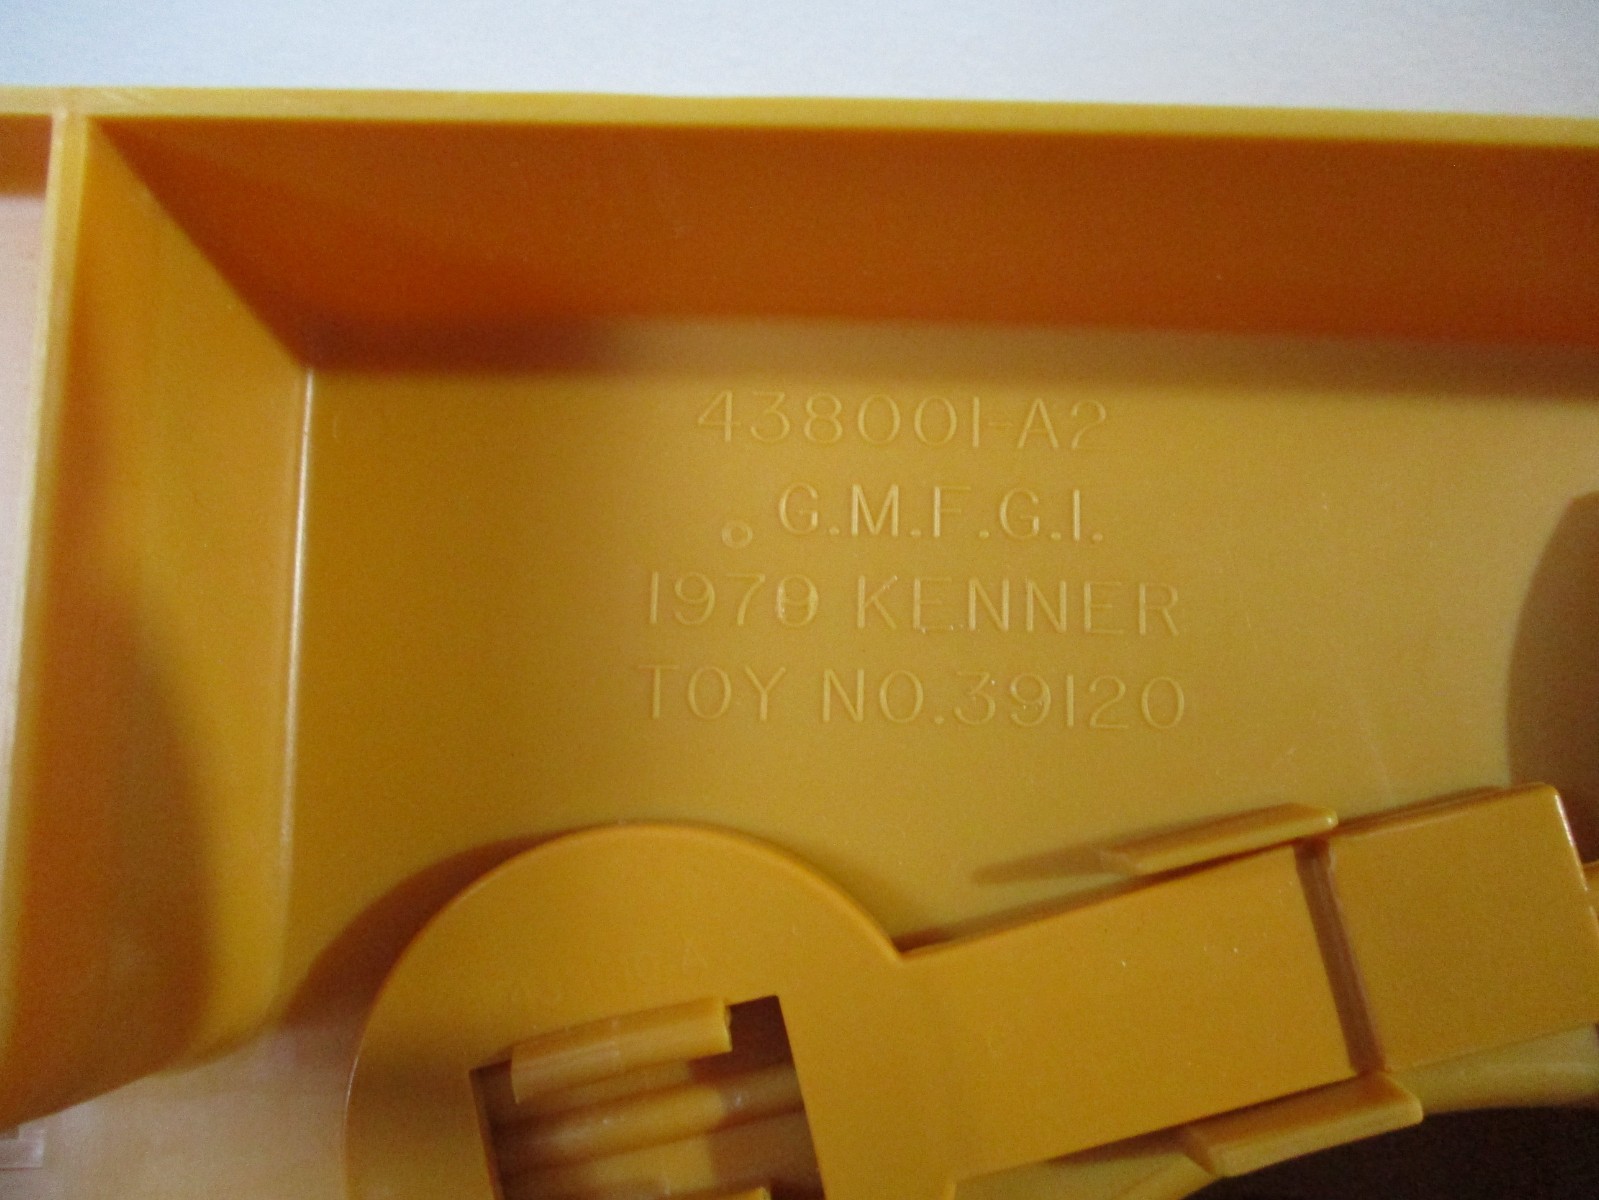 438001-A2
G.M.F.G.I.
1979 KENNER
TOY NO.39120